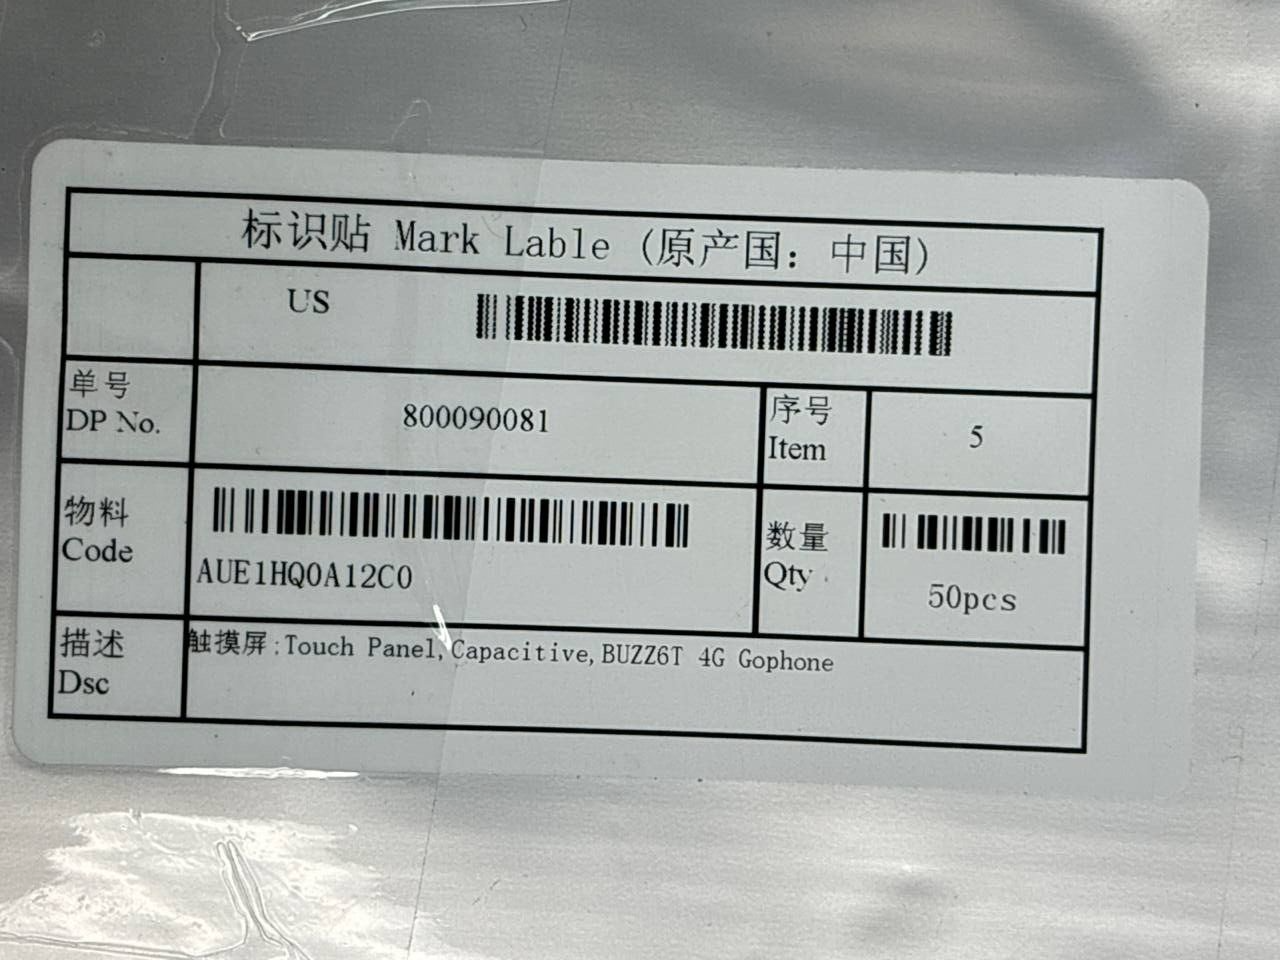 标识贴 Mark Lable (原产国：中国)
US
单号
DP No.
800090081
序号
Item
5
物料
Code
AUE1HQ0A12C0
数量
Qty
50pcs
描述
Dsc
触摸屏:Touch Panel,Capacitive,BUZZ6T 4G Gophone